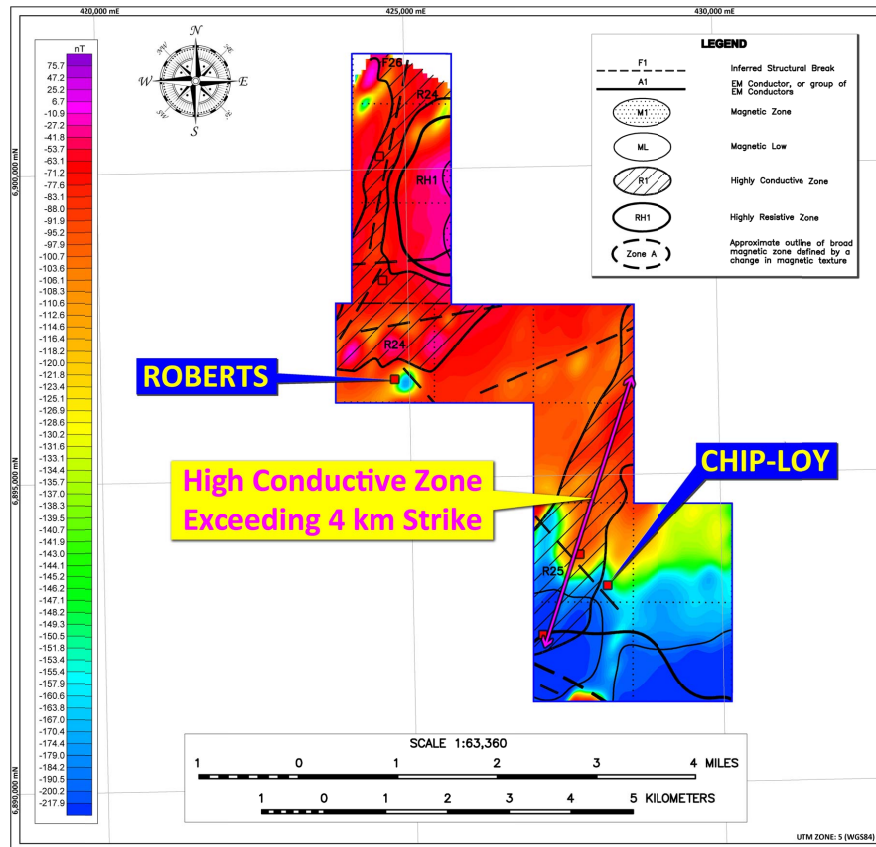 420,000 mE
425,000 mE
430,000 mE
6,900,000 mN
6,895,000 mN
6,890,000 mN
nT
75.7
47.2
25.2
6.7
-10.9
-27.4
-41.8
-53.7
-63.1
-71.2
-77.6
-83.1
-88.0
-91.9
-95.2
-97.9
-100.7
-103.6
-106.1
-108.3
-110.6
-112.6
-114.6
-116.4
-118.2
-120.0
-121.8
-123.4
-125.1
-126.9
-128.6
-130.2
-131.6
-133.1
-134.4
-135.7
-137.0
-138.3
-139.5
-140.7
-141.9
-143.0
-144.1
-145.2
-146.2
-147.1
-148.2
-149.3
-150.5
-151.8
-153.4
-155.4
-157.9
-160.6
-163.8
-167.0
-170.4
-174.5
-179.0
-184.2
-190.5
-200.2
-217.9
N
NE
E
SE
S
SW
W
NW
LEGEND
F1
Inferred Structural Break
A1
EM Conductor, or group of
EM Conductors
M1
Magnetic Zone
ML
Magnetic Low
R1
Highly Conductive Zone
RH1
Highly Resistive Zone
Zone A
Approximate outline of broad
magnetic zone defined by a
change in magnetic texture
F26
R24
RH1
R24
ROBERTS
High Conductive Zone
Exceeding 4 km Strike
CHIP-LOY
R25
SCALE 1:63,360
1 0 1 2 3 4 MILES
1 0 1 2 3 4 5 KILOMETERS
UTM ZONE: 5 (WGS84)